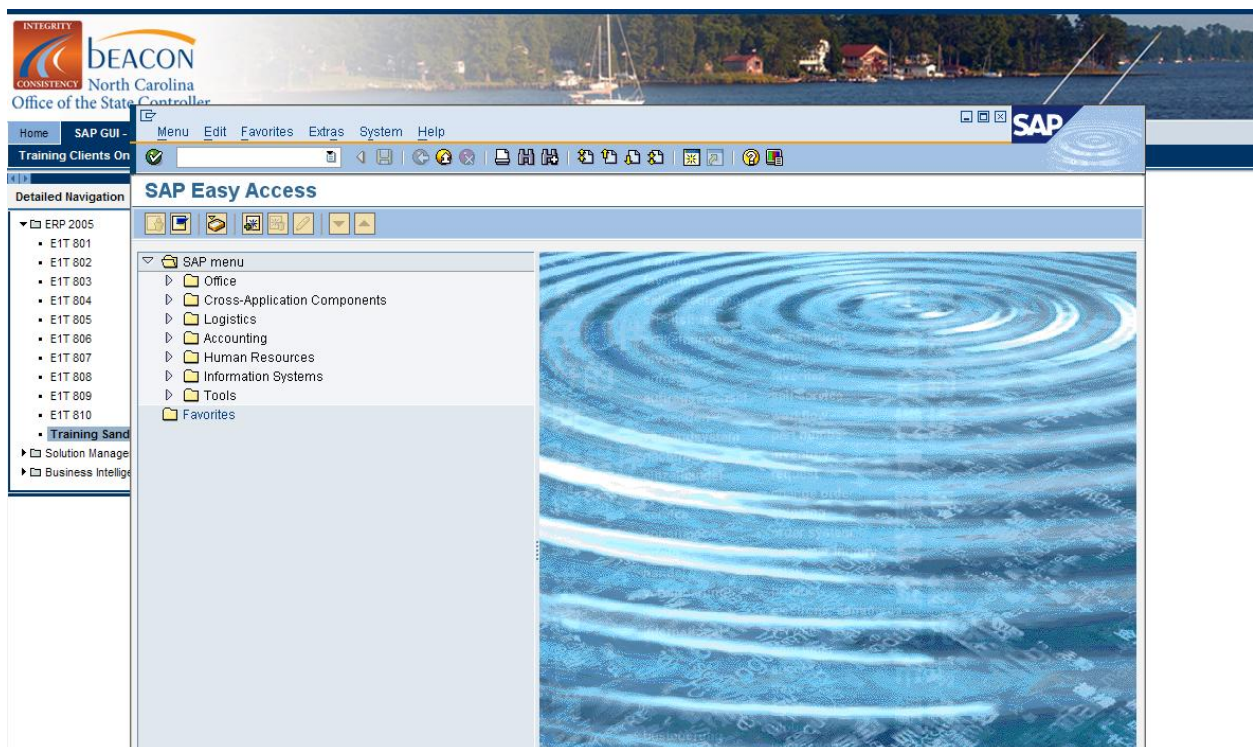 INTEGRITY
BEACON
CONSISTENCY
North Carolina
Office of the State Controller
Home
SAP GUI -
Training Clients On
Detailed Navigation
ERP 2005
E1T 801
E1T 802
E1T 803
E1T 804
E1T 805
E1T 806
E1T 807
E1T 808
E1T 809
E1T 810
Training Sand
Solution Manage
Business Intellige
Menu Edit Favorites Extras System Help
SAP
SAP Easy Access
SAP menu
Office
Cross-Application Components
Logistics
Accounting
Human Resources
Information Systems
Tools
Favorites